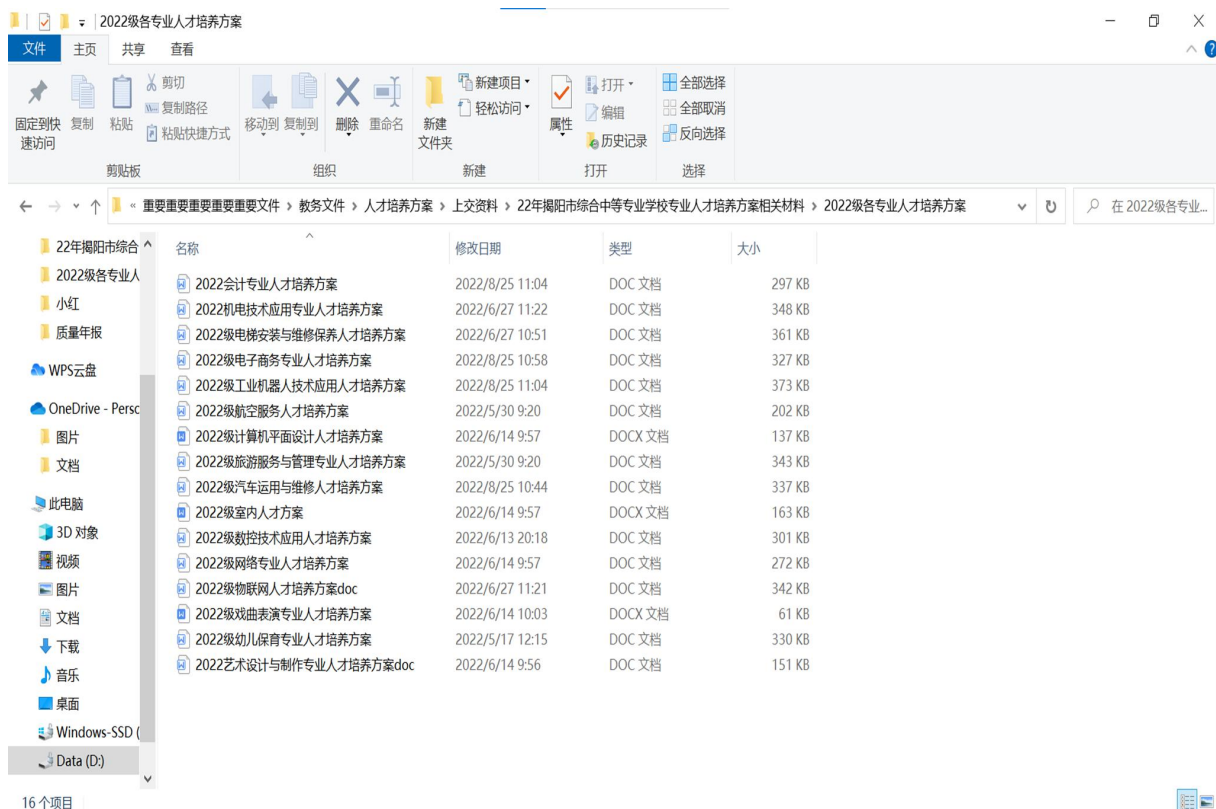 2022级各专业人才培养方案
文件 主页 共享 查看
固定到快速访问 复制 粘贴 剪切 复制路径 粘贴快捷方式 移动到 复制到 删除 重命名 新建文件夹 新建项目 轻松访问 属性 打开 编辑 历史记录 全部选择 全部取消 反向选择
剪贴板 组织 新建 打开 选择
« 重要重要重要重要重要文件 › 教务文件 › 人才培养方案 › 上交资料 › 22年揭阳市综合中等专业学校专业人才培养方案相关材料 › 2022级各专业人才培养方案 在 2022级各专业...
22年揭阳市综合
2022级各专业人
小红
质量年报
WPS云盘
OneDrive - Persc
图片
文档
此电脑
3D 对象
视频
图片
文档
下载
音乐
桌面
Windows-SSD (
Data (D:)
名称 修改日期 类型 大小
2022会计专业人才培养方案 2022/8/25 11:04 DOC 文档 297 KB
2022机电技术应用专业人才培养方案 2022/6/27 11:22 DOC 文档 348 KB
2022级电梯安装与维修保养人才培养方案 2022/6/27 10:51 DOC 文档 361 KB
2022级电子商务专业人才培养方案 2022/8/25 10:58 DOC 文档 327 KB
2022级工业机器人技术应用人才培养方案 2022/8/25 11:04 DOC 文档 373 KB
2022级航空服务人才培养方案 2022/5/30 9:20 DOC 文档 202 KB
2022级计算机平面设计人才培养方案 2022/6/14 9:57 DOCX 文档 137 KB
2022级旅游服务与管理专业人才培养方案 2022/5/30 9:20 DOC 文档 343 KB
2022级汽车运用与维修人才培养方案 2022/8/25 10:44 DOC 文档 337 KB
2022级室内人才方案 2022/6/14 9:57 DOCX 文档 163 KB
2022级数控技术应用人才培养方案 2022/6/13 20:18 DOC 文档 301 KB
2022级网络专业人才培养方案 2022/6/14 9:57 DOC 文档 272 KB
2022级物联网人才培养方案doc 2022/6/27 11:21 DOC 文档 342 KB
2022级戏曲表演专业人才培养方案 2022/6/14 10:03 DOCX 文档 61 KB
2022级幼儿保育专业人才培养方案 2022/5/17 12:15 DOC 文档 330 KB
2022艺术设计与制作专业人才培养方案doc 2022/6/14 9:56 DOC 文档 151 KB
16 个项目